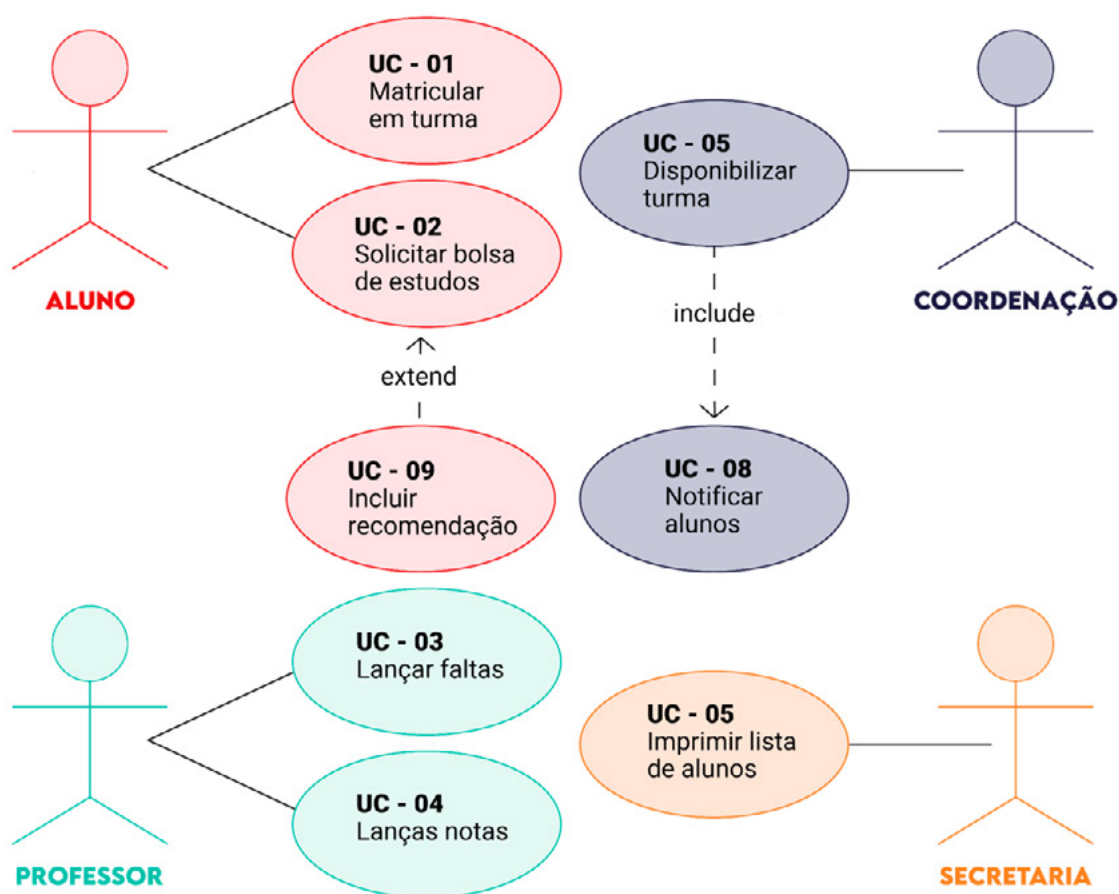 UC - 01
Matricular
em turma
UC - 02
Solicitar bolsa
de estudos
ALUNO
UC - 05
Disponibilizar
turma
COORDENAÇÃO
include
extend
UC - 09
Incluir
recomendação
UC - 08
Notificar
alunos
UC - 03
Lançar faltas
UC - 04
Lanças notas
PROFESSOR
UC - 05
Imprimir lista
de alunos
SECRETARIA